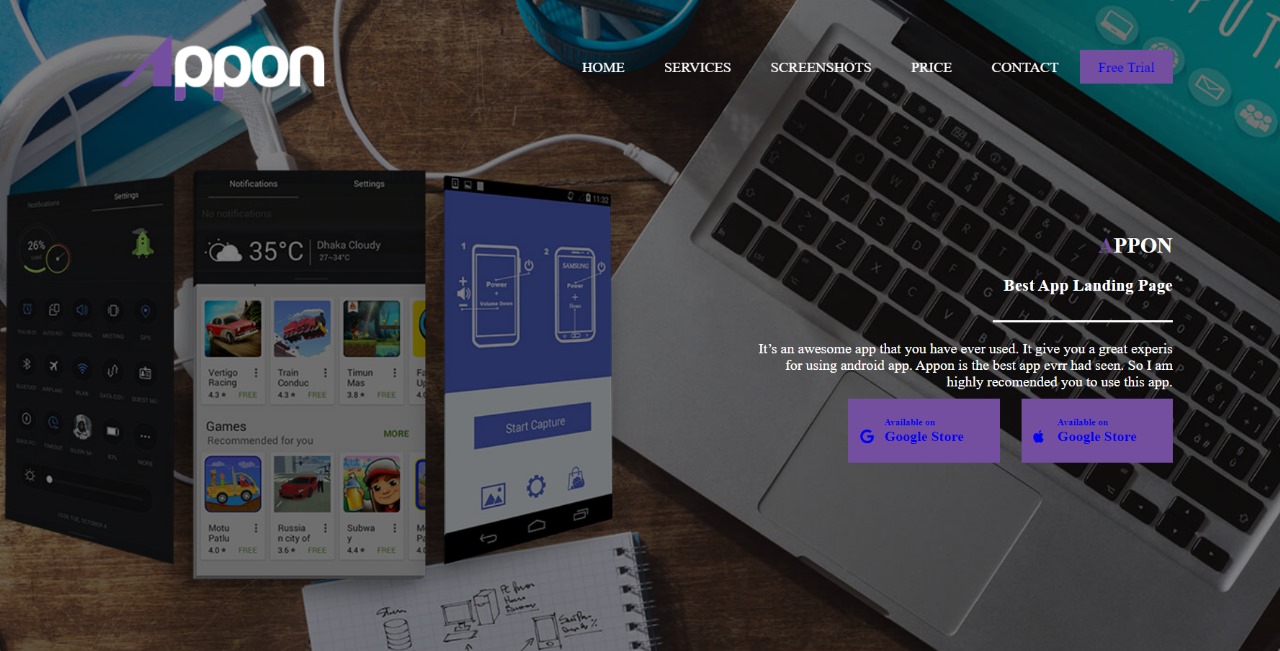 Appon
HOME SERVICES SCREENSHOTS PRICE CONTACT Free Trial
Notifications Settings
26%
Notifications Settings
No notifications
35°C Dhaka Cloudy
27~34°C
Vertigo Racing
4.3 ★ FREE
Train Conduc
4.3 ★ FREE
Timun Mas
3.8 ★ FREE
Games
Recommended for you
MORE
Motu Patlu
4.0 ★ FREE
Russia n city of
3.6 ★ FREE
Subwa y
4.4 ★ FREE
11:32
1 Power
+
Volume Down
2 SAMSUNG
Power
+
Home
Start Capture
APPON
Best App Landing Page
It’s an awesome app that you have ever used. It give you a great experis
for using android app. Appon is the best app evrr had seen. So I am
highly recomended you to use this app.
Available on
Google Store
Available on
Google Store